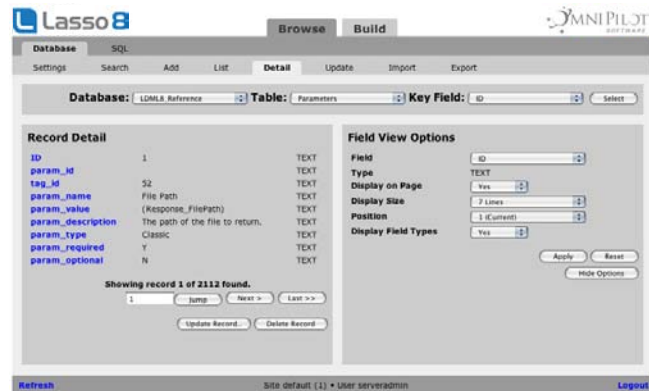 Lasso 8
OMNIPILOT
SOFTWARE
Browse Build
Database SQL
Settings Search Add List Detail Update Import Export
Database: LDML8_Reference Table: Parameters Key Field: ID Select
Record Detail
ID 1 TEXT
param_id TEXT
tag_id 52 TEXT
param_name File Path TEXT
param_value (Response_FilePath) TEXT
param_description The path of the file to return. TEXT
param_type Classic TEXT
param_required Y TEXT
param_optional N TEXT
Showing record 1 of 2112 found.
1 Jump Next > Last >>
Update Record... Delete Record
Field View Options
Field ID
Type TEXT
Display on Page Yes
Display Size 7 Lines
Position 1 (Current)
Display Field Types Yes
Apply Reset
Hide Options
Refresh Site default (1) • User serveradmin Logout